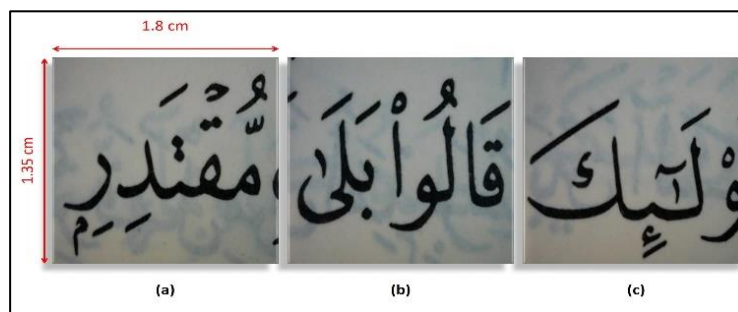 1.8 cm
1.35 cm
مُّقْتَدِرِۭ
قَالُوا۟ بَلَىٰ
(a) (b) (c)